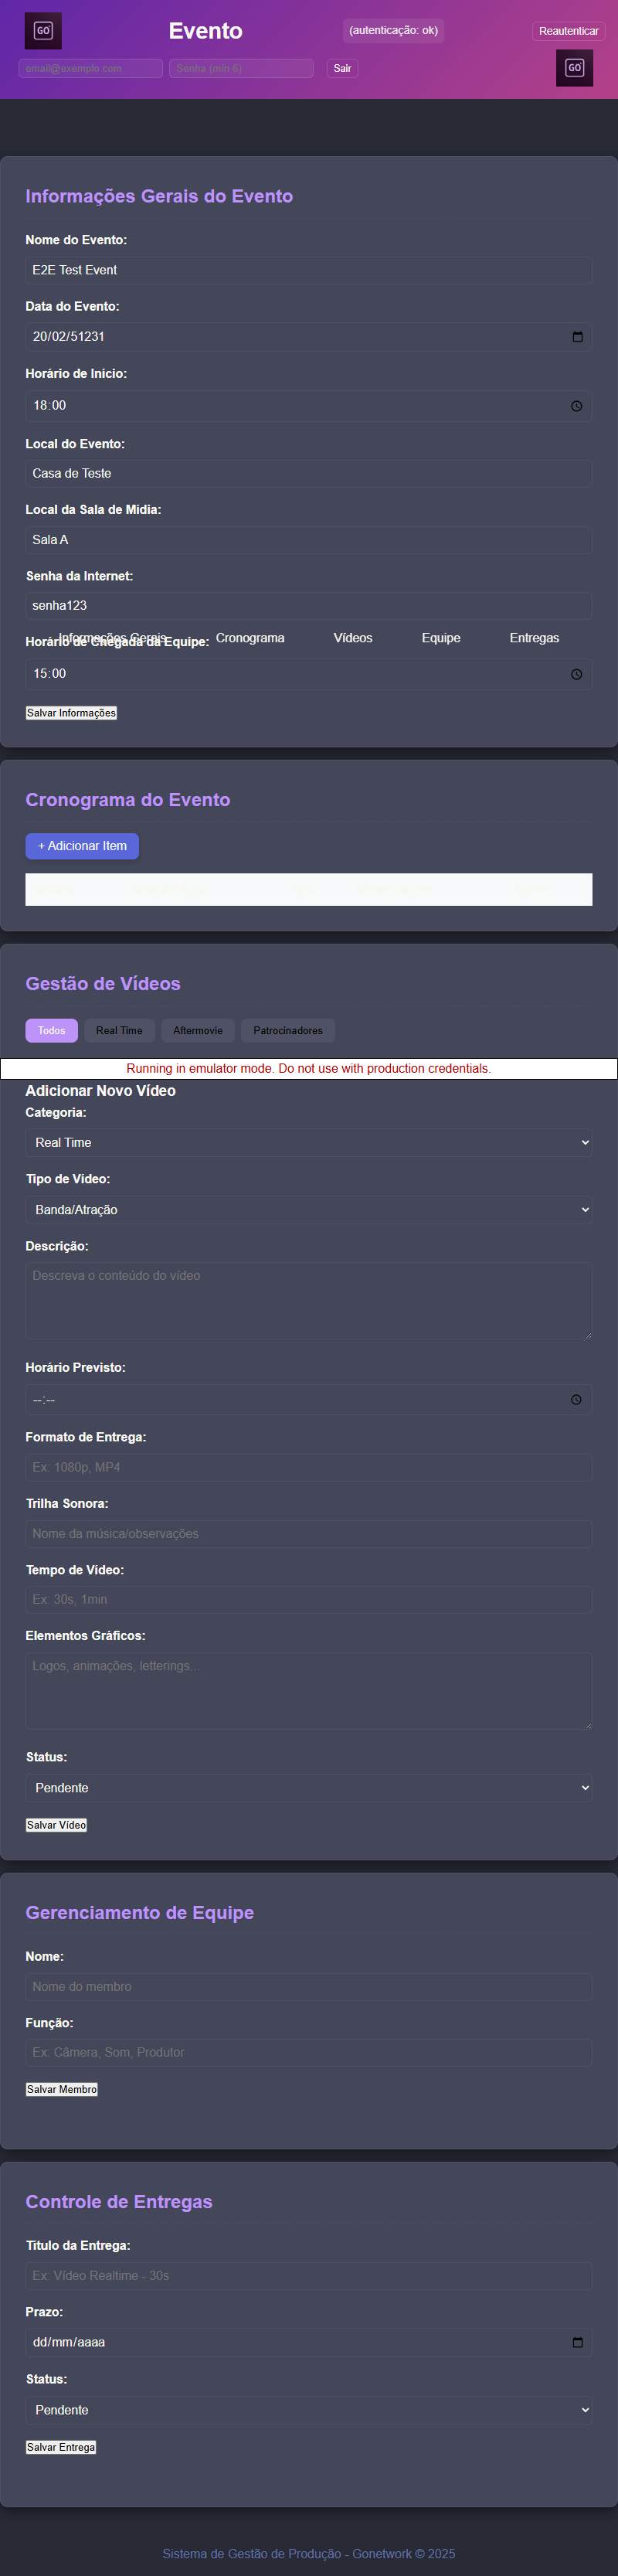 GO
Evento
(autenticação: ok)
Reautenticar
email@exemplo.com
Senha (min 6)
Sair
GO
Informações Gerais do Evento
Nome do Evento:
E2E Test Event
Data do Evento:
20/02/51231
Horário de Início:
18:00
Local do Evento:
Casa de Teste
Local da Sala de Mídia:
Sala A
Senha da Internet:
senha123
Informações Gerais Cronograma Vídeos Equipe Entregas
Horário de Chegada da Equipe:
15:00
Salvar Informações
Cronograma do Evento
+ Adicionar Item
Gestão de Vídeos
Todos Real Time Aftermovie Patrocinadores
Running in emulator mode. Do not use with production credentials.
Adicionar Novo Vídeo
Categoria:
Real Time
Tipo de Vídeo:
Banda/Atração
Descrição:
Descreva o conteúdo do vídeo
Horário Previsto:
--:--
Formato de Entrega:
Ex: 1080p, MP4
Trilha Sonora:
Nome da música/observações
Tempo de Vídeo:
Ex: 30s, 1min
Elementos Gráficos:
Logos, animações, letterings...
Status:
Pendente
Salvar Vídeo
Gerenciamento de Equipe
Nome:
Nome do membro
Função:
Ex: Câmera, Som, Produtor
Salvar Membro
Controle de Entregas
Título da Entrega:
Ex: Vídeo Realtime - 30s
Prazo:
dd/mm/aaaa
Status:
Pendente
Salvar Entrega
Sistema de Gestão de Produção - Gonetwork © 2025